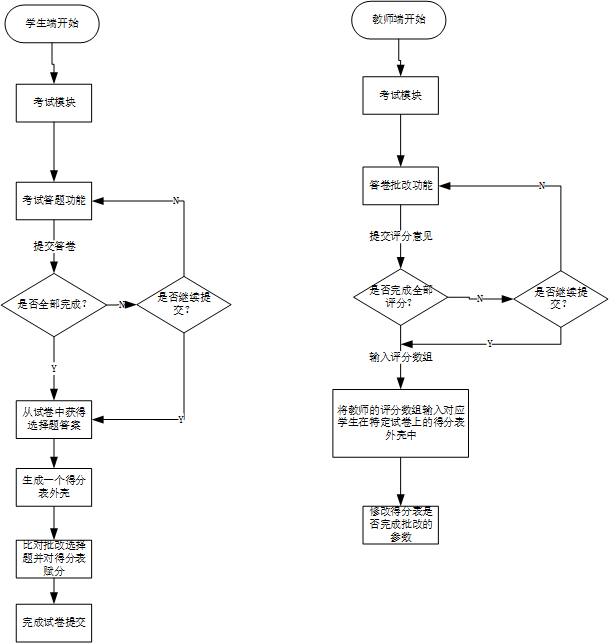 学生端开始
考试模块
考试答题功能
N
提交答卷
是否全部完成？
N
是否继续提
交？
Y
Y
从试卷中获得
选择题答案
生成一个得分
表外壳
比对批改选择
题并对得分表
赋分
完成试卷提交
教师端开始
考试模块
答卷批改功能
N
提交评分意见
是否完成全部
评分？
N
是否继续提
交？
Y
输入评分数组
将教师的评分数组输入对应
学生在特定试卷上的得分表
外壳中
修改得分表是
否完成批改的
参数